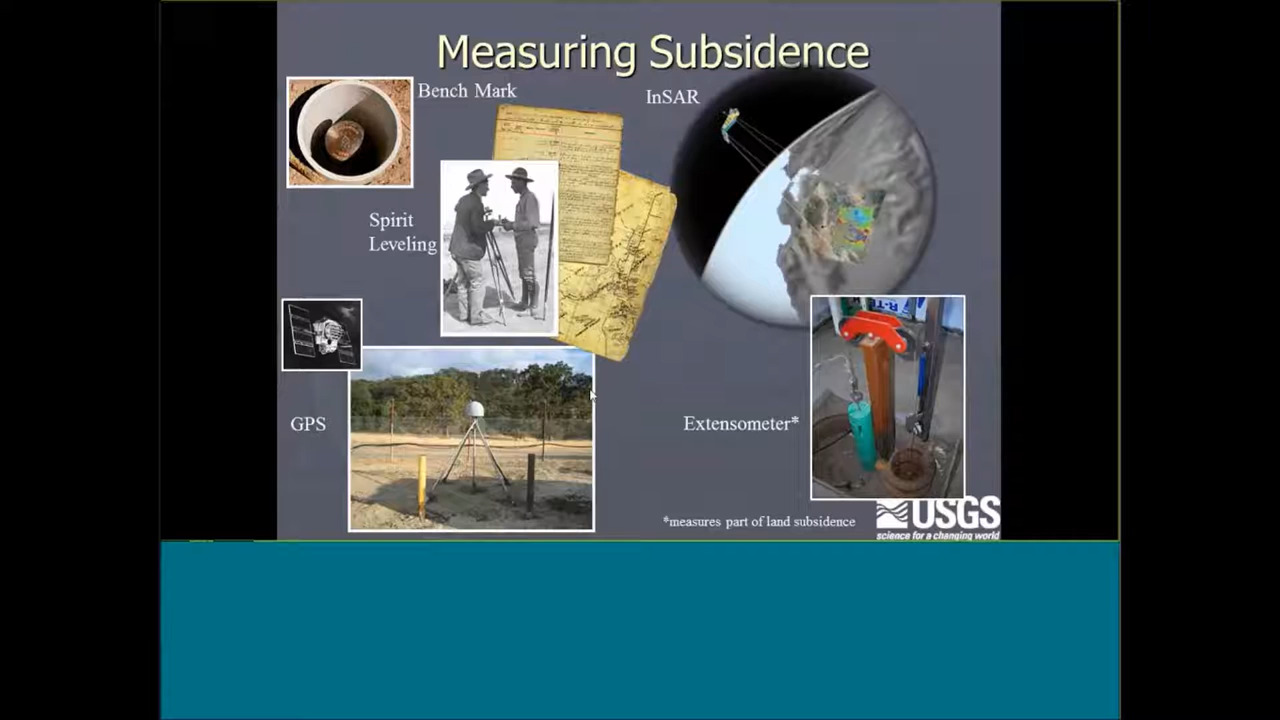 Measuring Subsidence
Bench Mark
InSAR
Spirit
Leveling
GPS
Extensometer*
*measures part of land subsidence
USGS
science for a changing world